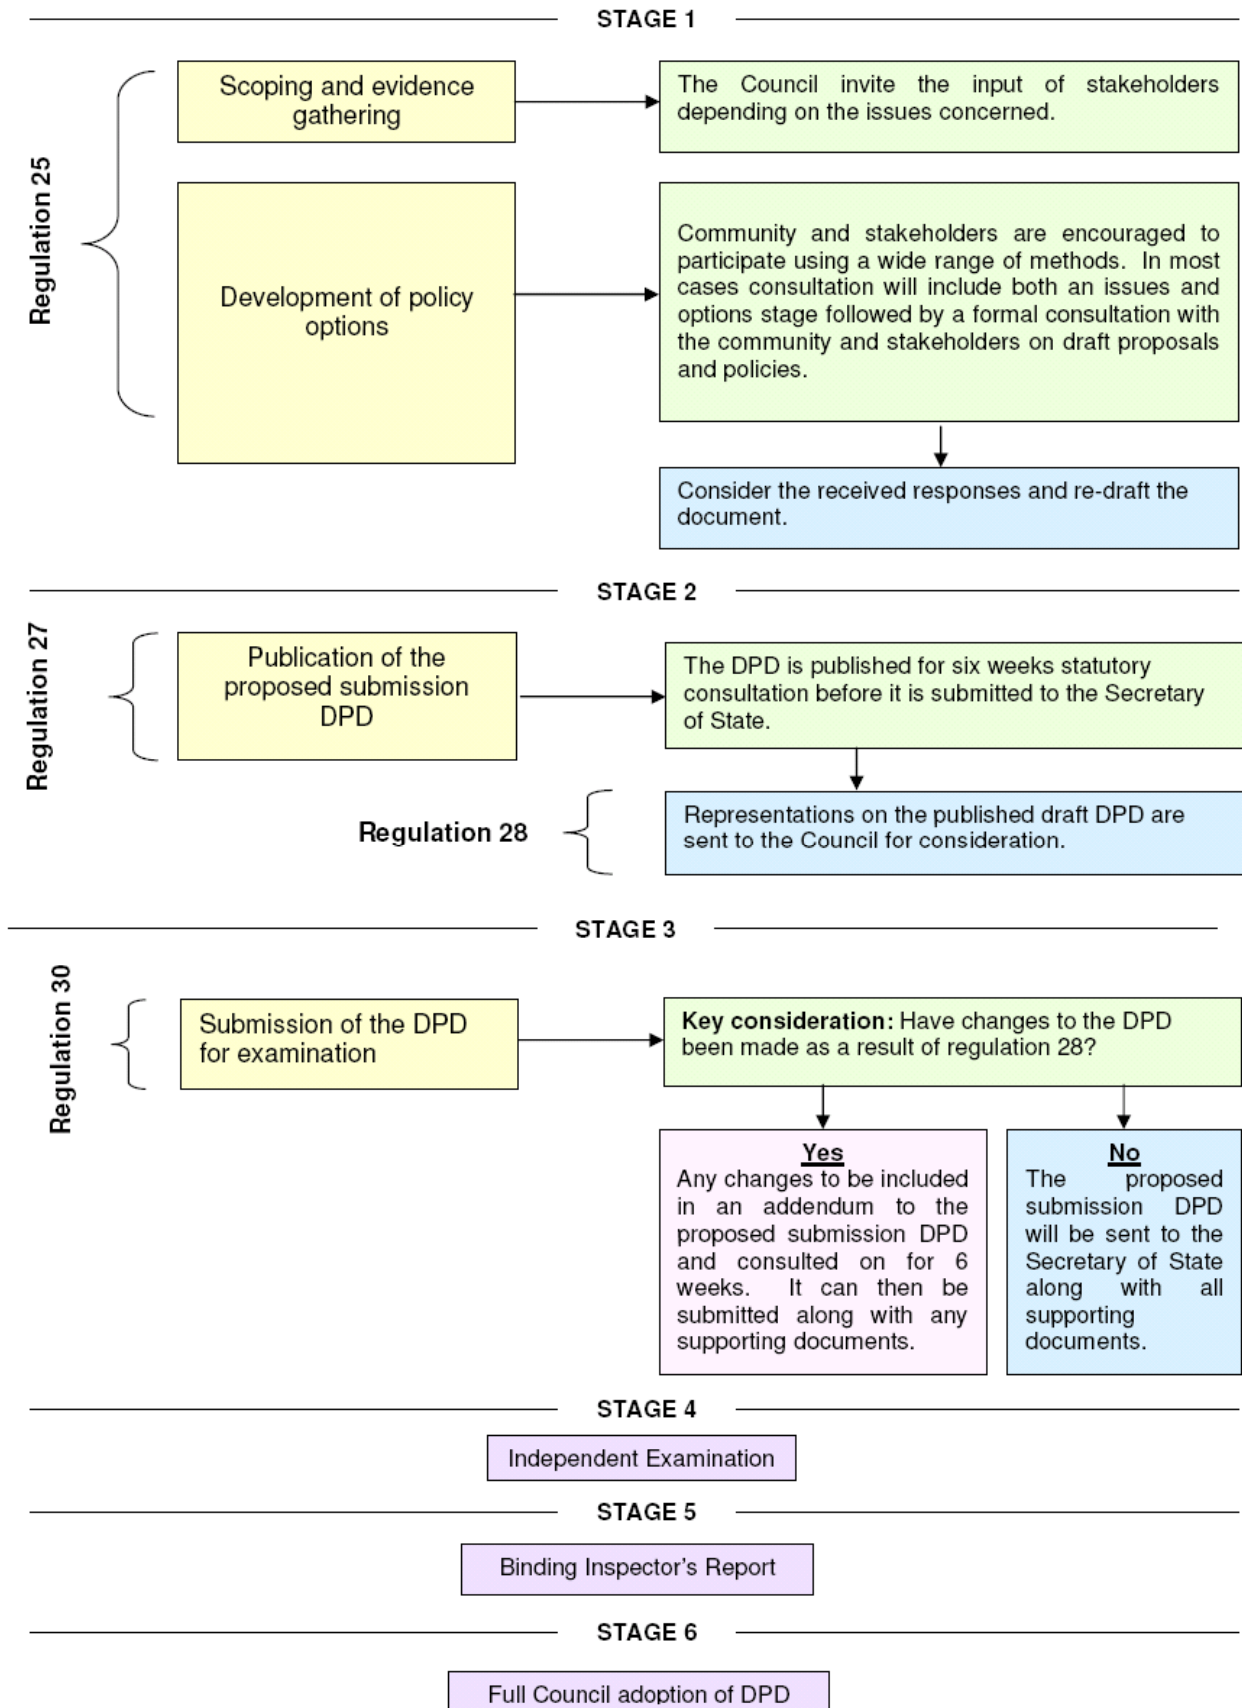 STAGE 1
Regulation 25
Scoping and evidence
gathering
The Council invite the input of stakeholders
depending on the issues concerned.
Development of policy
options
Community and stakeholders are encouraged to
participate using a wide range of methods. In most
cases consultation will include both an issues and
options stage followed by a formal consultation with
the community and stakeholders on draft proposals
and policies.
Consider the received responses and re-draft the
document.
STAGE 2
Regulation 27
Publication of the
proposed submission
DPD
The DPD is published for six weeks statutory
consultation before it is submitted to the Secretary
of State.
Regulation 28
Representations on the published draft DPD are
sent to the Council for consideration.
STAGE 3
Regulation 30
Submission of the DPD
for examination
Key consideration: Have changes to the DPD
been made as a result of regulation 28?
Yes
Any changes to be included
in an addendum to the
proposed submission DPD
and consulted on for 6
weeks. It can then be
submitted along with any
supporting documents.
No
The proposed
submission DPD
will be sent to the
Secretary of State
along with all
supporting
documents.
STAGE 4
Independent Examination
STAGE 5
Binding Inspector's Report
STAGE 6
Full Council adoption of DPD